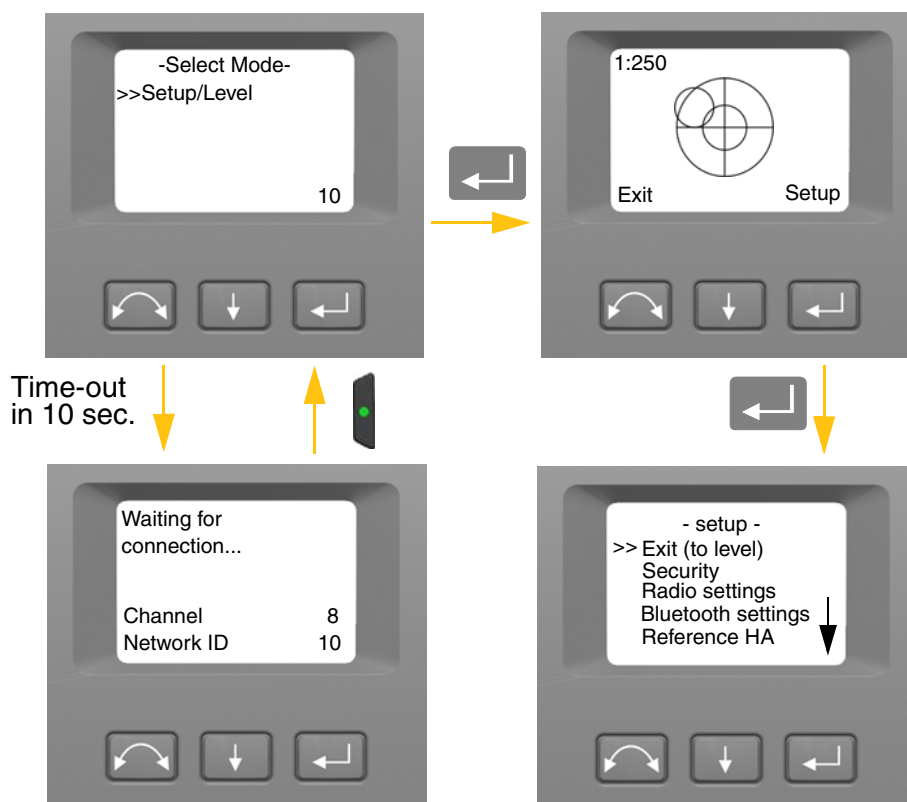 -Select Mode-
>>Setup/Level
10
1:250
Exit Setup
Time-out
in 10 sec.
Waiting for
connection...
Channel 8
Network ID 10
- setup -
>> Exit (to level)
Security
Radio settings
Bluetooth settings
Reference HA